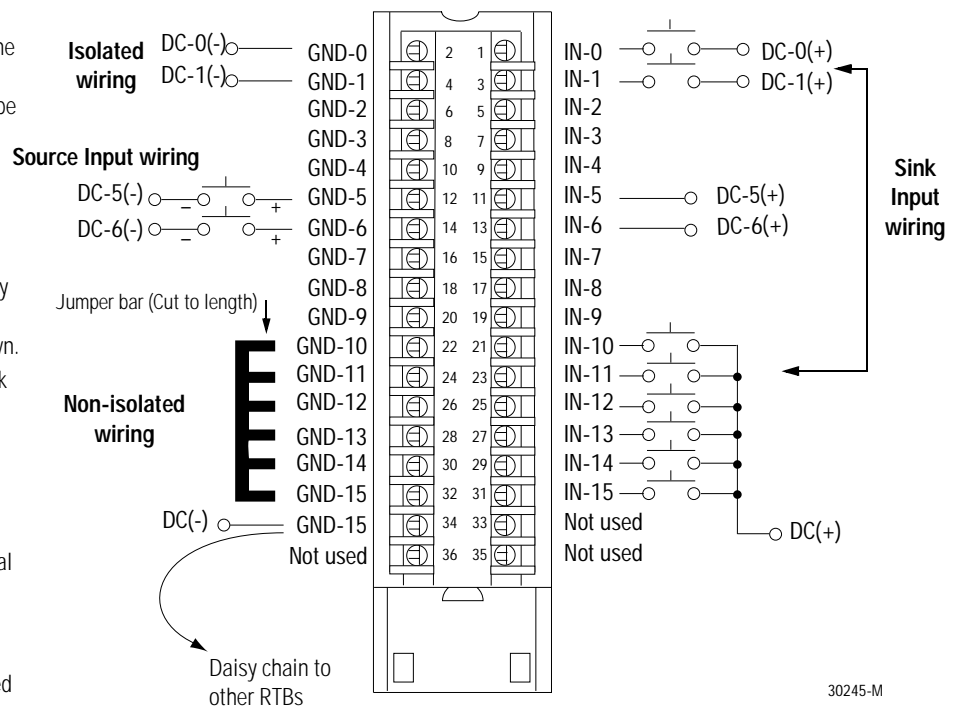 ne
pe
y
wn.
k
al
ed
Isolated
wiring
DC-0(-)
DC-1(-)
Source Input wiring
DC-5(-)
– +
DC-6(-)
– +
Jumper bar (Cut to length)
Non-isolated
wiring
DC(-)
GND-0
GND-1
GND-2
GND-3
GND-4
GND-5
GND-6
GND-7
GND-8
GND-9
GND-10
GND-11
GND-12
GND-13
GND-14
GND-15
GND-15
Not used
2 1
4 3
6 5
8 7
10 9
12 11
14 13
16 15
18 17
20 19
22 21
24 23
26 25
28 27
30 29
32 31
34 33
36 35
IN-0
IN-1
IN-2
IN-3
IN-4
IN-5
IN-6
IN-7
IN-8
IN-9
IN-10
IN-11
IN-12
IN-13
IN-14
IN-15
Not used
Not used
DC-0(+)
DC-1(+)
DC-5(+)
DC-6(+)
DC(+)
Sink
Input
wiring
Daisy chain to
other RTBs
30245-M